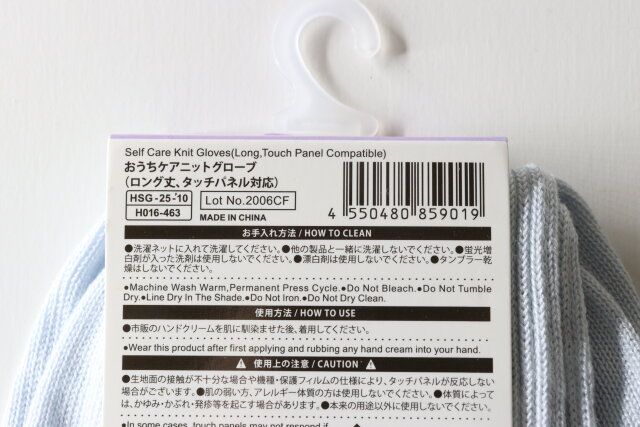 Self Care Knit Gloves(Long,Touch Panel Compatible)
おうちケアニットグローブ
(ロング丈、タッチパネル対応)
HSG-25-10
H016-463
Lot No.2006CF
MADE IN CHINA
4 550480 859019
お手入れ方法 / HOW TO CLEAN
●洗濯ネットに入れて洗濯してください。●他の製品と一緒に洗濯しないでください。●蛍光増
白剤が入った洗剤は使用しないでください。●漂白剤は使用しないでください。●タンブラー乾
燥はしないでください。
●Machine Wash Warm,Permanent Press Cycle.●Do Not Bleach.●Do Not Tumble
Dry.●Line Dry In The Shade.●Do Not Iron.●Do Not Dry Clean.
使用方法 / HOW TO USE
●市販のハンドクリームを肌に馴染ませた後、着用してください。
●Wear this product after first applying and rubbing any hand cream into your hand.
使用上の注意 / CAUTION
●生地面の接触が不十分な場合や機種・保護フィルムの仕様により、タッチパネルが反応しない
場合がございます。●肌の弱い方、アレルギー体質の方は使用しないでください。●体質によって
は、かゆみ・かぶれ・発疹等を起こす場合があります。●本来の用途以外に使用しないでください。
●In some cases, touch panels may not respond if